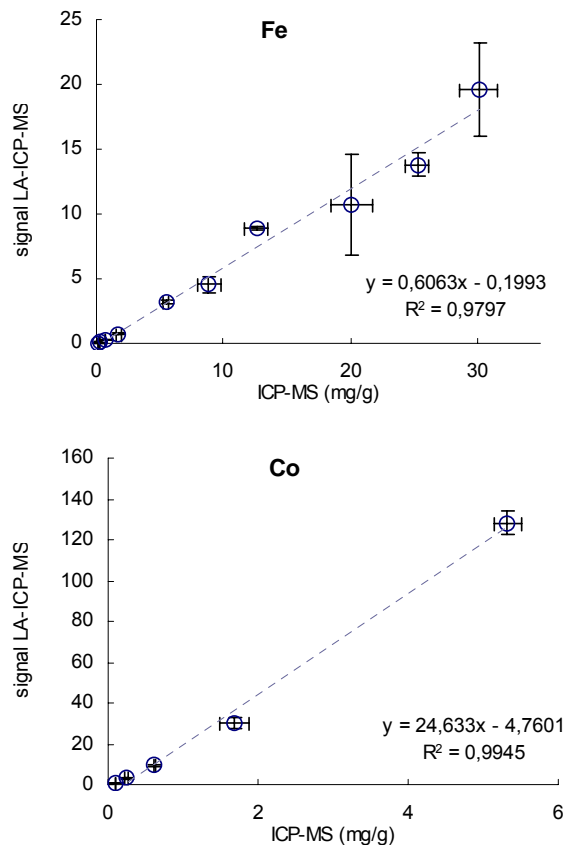 Fe
25
20
15
10
5
0
signal LA-ICP-MS
y = 0,6063x - 0,1993
R² = 0,9797
0 10 20 30
ICP-MS (mg/g)
Co
160
140
120
100
80
60
40
20
0
signal LA-ICP-MS
y = 24,633x - 4,7601
R² = 0,9945
0 2 4 6
ICP-MS (mg/g)